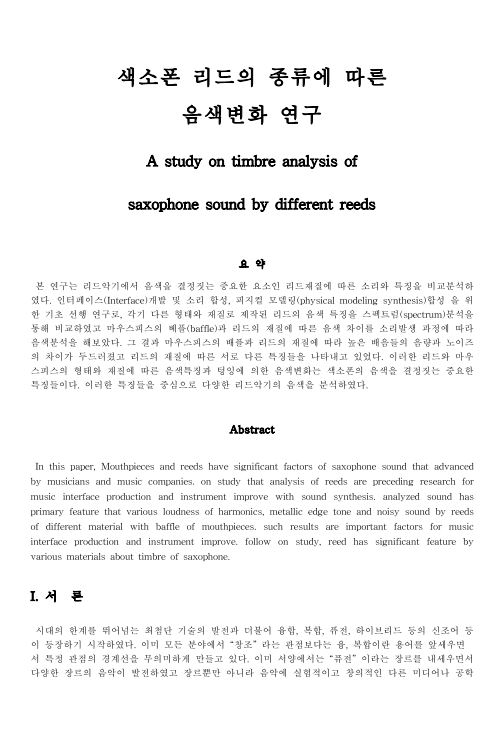 색소폰 리드의 종류에 따른
음색변화 연구
A study on timbre analysis of
saxophone sound by different reeds
요 약
본 연구는 리드악기에서 음색을 결정짓는 중요한 요소인 리드재질에 따른 소리와 특징을 비교분석하
였다. 인터페이스(Interface)개발 및 소리 합성, 피지컬 모델링(physical modeling synthesis)합성 을 위
한 기초 선행 연구로, 각기 다른 형태와 재질로 제작된 리드의 음색 특징을 스펙트럼(spectrum)분석을
통해 비교하였고 마우스피스의 배플(baffle)과 리드의 재질에 따른 음색 차이를 소리발생 과정에 따라
음색분석을 해보았다. 그 결과 마우스피스의 배플과 리드의 재질에 따라 높은 배음들의 음량과 노이즈
의 차이가 두드러졌고 리드의 재질에 따른 서로 다른 특징들을 나타내고 있었다. 이러한 리드와 마우
스피스의 형태와 재질에 따른 음색특징과 텅잉에 의한 음색변화는 색소폰의 음색을 결정짓는 중요한
특징들이다. 이러한 특징들을 중심으로 다양한 리드악기의 음색을 분석하였다.
Abstract
In this paper, Mouthpieces and reeds have significant factors of saxophone sound that advanced
by musicians and music companies. on study that analysis of reeds are preceding research for
music interface production and instrument improve with sound synthesis. analyzed sound has
primary feature that various loudness of harmonics, metallic edge tone and noisy sound by reeds
of different material with baffle of mouthpieces. such results are important factors for music
interface production and instrument improve. follow on study, reed has significant feature by
various materials about timbre of saxophone.
I. 서 론
시대의 한계를 뛰어넘는 최첨단 기술의 발전과 더불어 융합, 복합, 퓨전, 하이브리드 등의 신조어 등
이 등장하기 시작하였다. 이미 모든 분야에서 “창조”라는 관점보다는 융, 복합이란 용어를 앞세우면
서 특정 관점의 경계선을 무의미하게 만들고 있다. 이미 서양에서는 “퓨전”이라는 장르를 내세우면서
다양한 장르의 음악이 발전하였고 장르뿐만 아니라 음악에 실험적이고 창의적인 다른 미디어나 공학